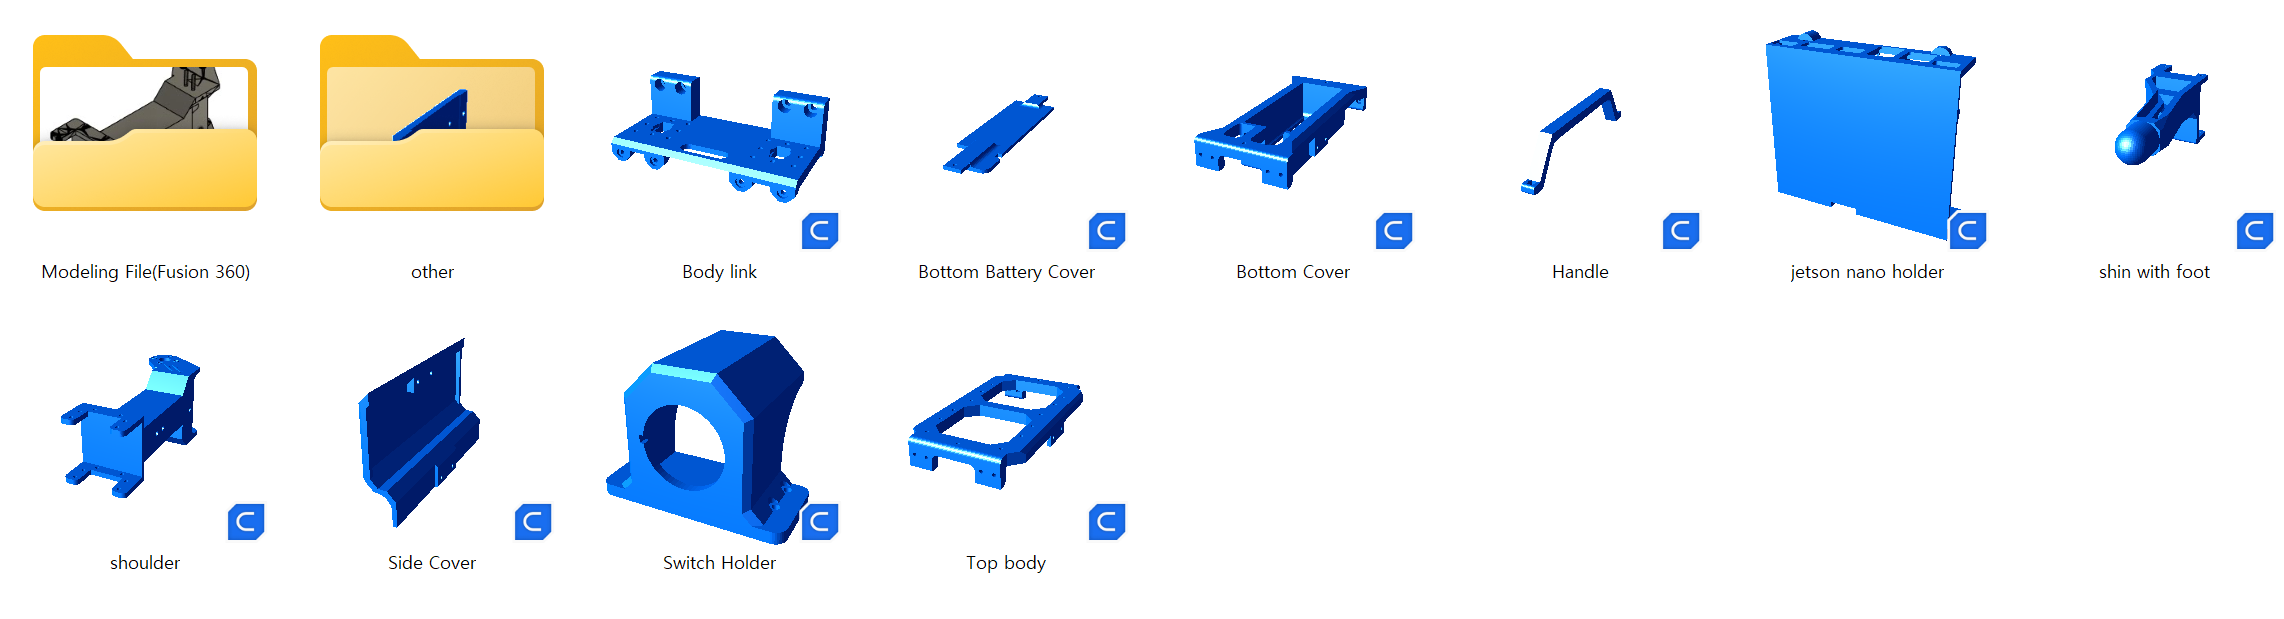 Modeling File(Fusion 360)
other
Body link
Bottom Battery Cover
Bottom Cover
Handle
jetson nano holder
shin with foot
shoulder
Side Cover
Switch Holder
Top body